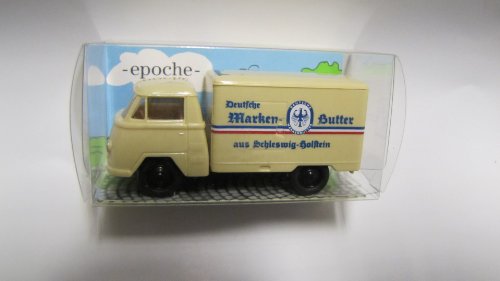 -epoche-
Deutsche
Marken- Butter
aus Schleswig-Holstein